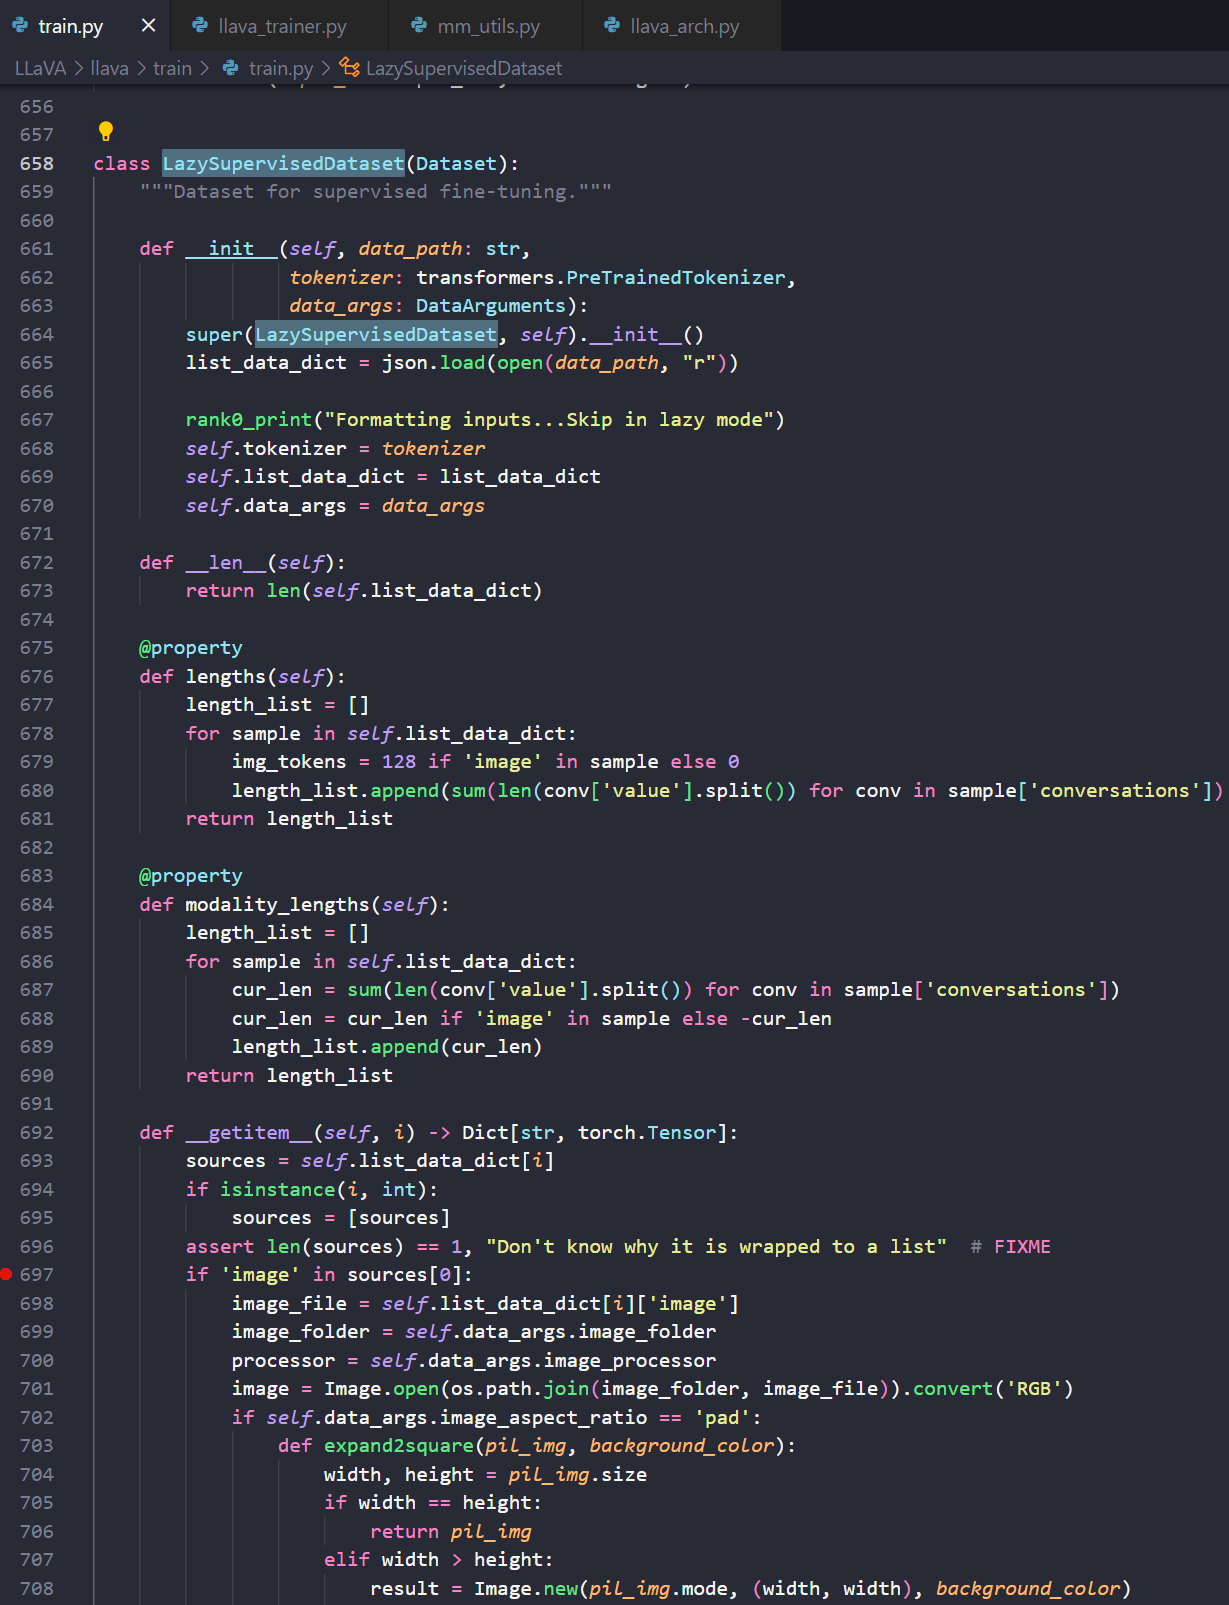 train.py
llava_trainer.py
mm_utils.py
llava_arch.py
LLaVA > llava > train > train.py > LazySupervisedDataset
656
657
658 class LazySupervisedDataset(Dataset):
659     """Dataset for supervised fine-tuning."""
660
661     def __init__(self, data_path: str,
662                  tokenizer: transformers.PreTrainedTokenizer,
663                  data_args: DataArguments):
664         super(LazySupervisedDataset, self).__init__()
665         list_data_dict = json.load(open(data_path, "r"))
666
667         rank0_print("Formatting inputs...Skip in lazy mode")
668         self.tokenizer = tokenizer
669         self.list_data_dict = list_data_dict
670         self.data_args = data_args
671
672     def __len__(self):
673         return len(self.list_data_dict)
674
675     @property
676     def lengths(self):
677         length_list = []
678         for sample in self.list_data_dict:
679             img_tokens = 128 if 'image' in sample else 0
680             length_list.append(sum(len(conv['value'].split()) for conv in sample['conversations'])
681         return length_list
682
683     @property
684     def modality_lengths(self):
685         length_list = []
686         for sample in self.list_data_dict:
687             cur_len = sum(len(conv['value'].split()) for conv in sample['conversations'])
688             cur_len = cur_len if 'image' in sample else -cur_len
689             length_list.append(cur_len)
690         return length_list
691
692     def __getitem__(self, i) -> Dict[str, torch.Tensor]:
693         sources = self.list_data_dict[i]
694         if isinstance(i, int):
695             sources = [sources]
696         assert len(sources) == 1, "Don't know why it is wrapped to a list"  # FIXME
697         if 'image' in sources[0]:
698             image_file = self.list_data_dict[i]['image']
699             image_folder = self.data_args.image_folder
700             processor = self.data_args.image_processor
701             image = Image.open(os.path.join(image_folder, image_file)).convert('RGB')
702             if self.data_args.image_aspect_ratio == 'pad':
703                 def expand2square(pil_img, background_color):
704                     width, height = pil_img.size
705                     if width == height:
706                         return pil_img
707                     elif width > height:
708                         result = Image.new(pil_img.mode, (width, width), background_color)